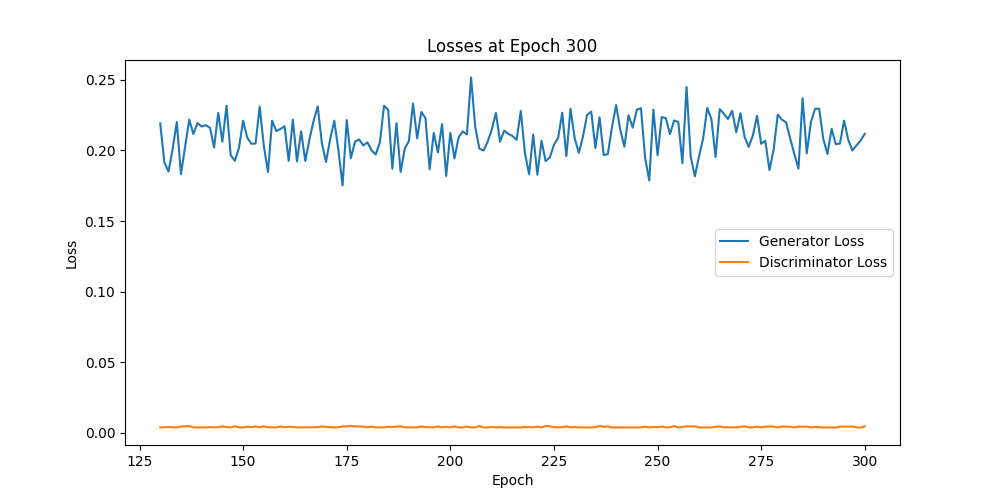 Losses at Epoch 300
0.25
0.20
0.15
0.10
0.05
0.00
Loss
Generator Loss
Discriminator Loss
125 150 175 200 225 250 275 300
Epoch